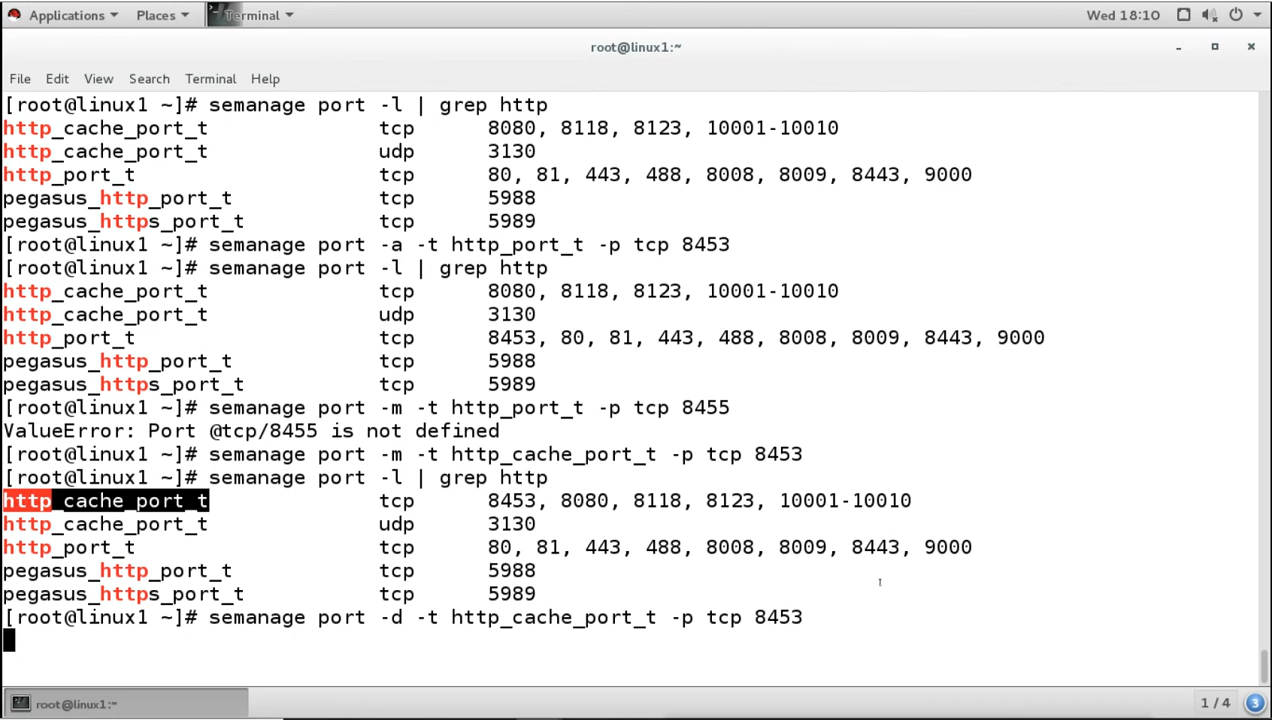 Applications Places Terminal Wed 18:10
root@linux1:~
File Edit View Search Terminal Help
[root@linux1 ~]# semanage port -l | grep http
http_cache_port_t tcp 8080, 8118, 8123, 10001-10010
http_cache_port_t udp 3130
http_port_t tcp 80, 81, 443, 488, 8008, 8009, 8443, 9000
pegasus_http_port_t tcp 5988
pegasus_https_port_t tcp 5989
[root@linux1 ~]# semanage port -a -t http_port_t -p tcp 8453
[root@linux1 ~]# semanage port -l | grep http
http_cache_port_t tcp 8080, 8118, 8123, 10001-10010
http_cache_port_t udp 3130
http_port_t tcp 8453, 80, 81, 443, 488, 8008, 8009, 8443, 9000
pegasus_http_port_t tcp 5988
pegasus_https_port_t tcp 5989
[root@linux1 ~]# semanage port -m -t http_port_t -p tcp 8455
ValueError: Port @tcp/8455 is not defined
[root@linux1 ~]# semanage port -m -t http_cache_port_t -p tcp 8453
[root@linux1 ~]# semanage port -l | grep http
http_cache_port_t tcp 8453, 8080, 8118, 8123, 10001-10010
http_cache_port_t udp 3130
http_port_t tcp 80, 81, 443, 488, 8008, 8009, 8443, 9000
pegasus_http_port_t tcp 5988
pegasus_https_port_t tcp 5989
[root@linux1 ~]# semanage port -d -t http_cache_port_t -p tcp 8453
root@linux1:~ 1 / 4 3